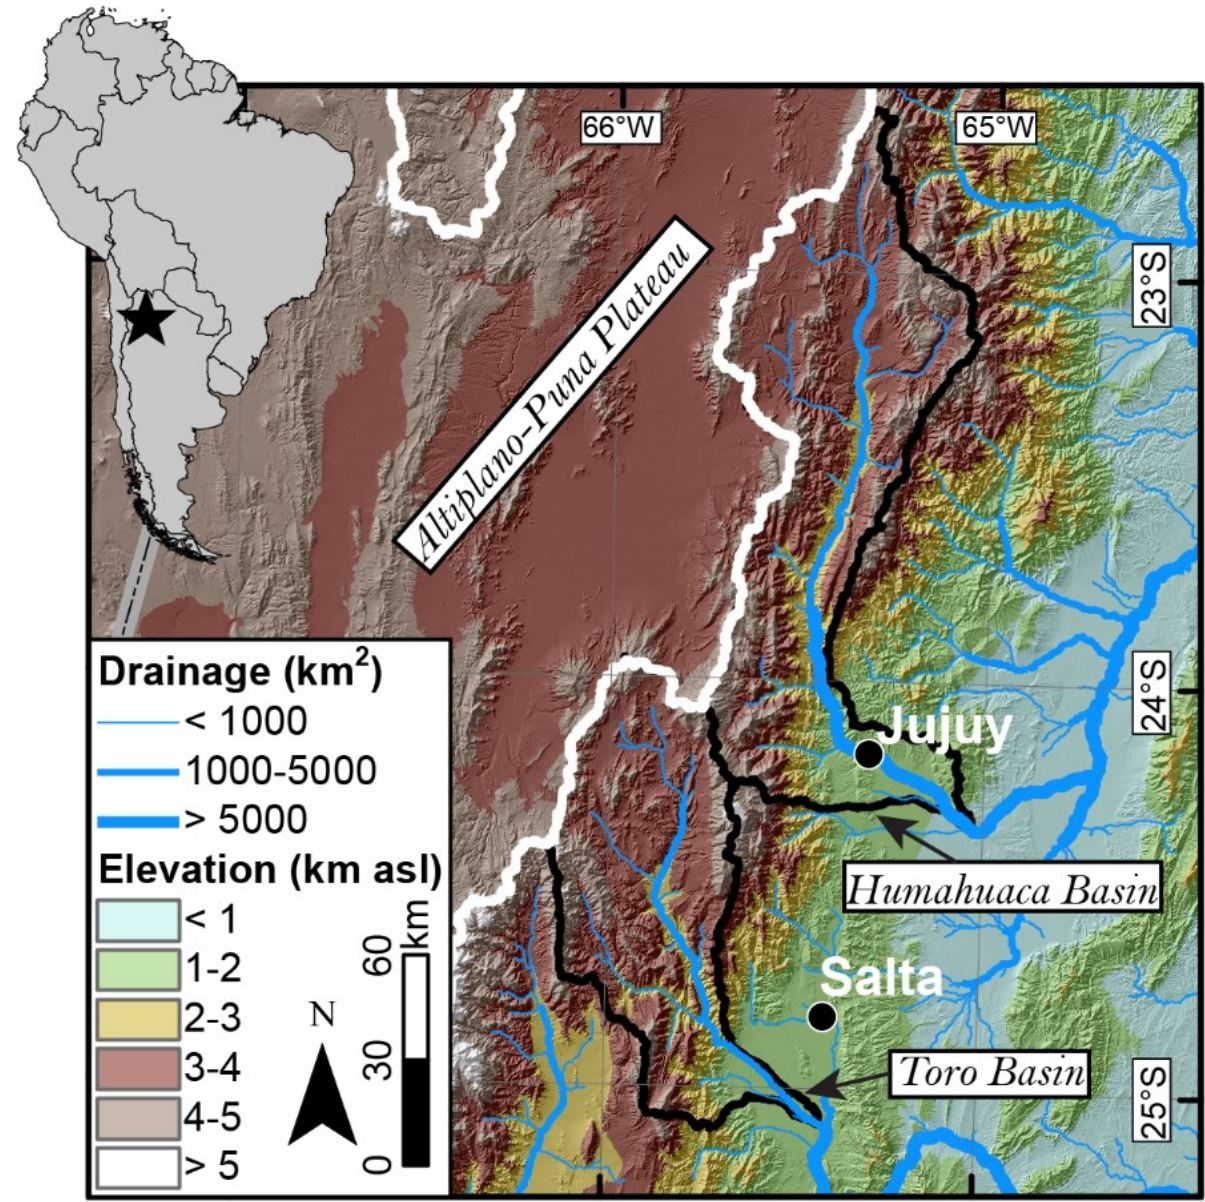 66°W
65°W
23°S
Altiplano-Puna Plateau
24°S
Jujuy
Humahuaca Basin
Salta
Toro Basin
25°S
Drainage (km²)
< 1000
1000-5000
> 5000
Elevation (km asl)
< 1
1-2
2-3
3-4
4-5
> 5
N
km
60
30
0